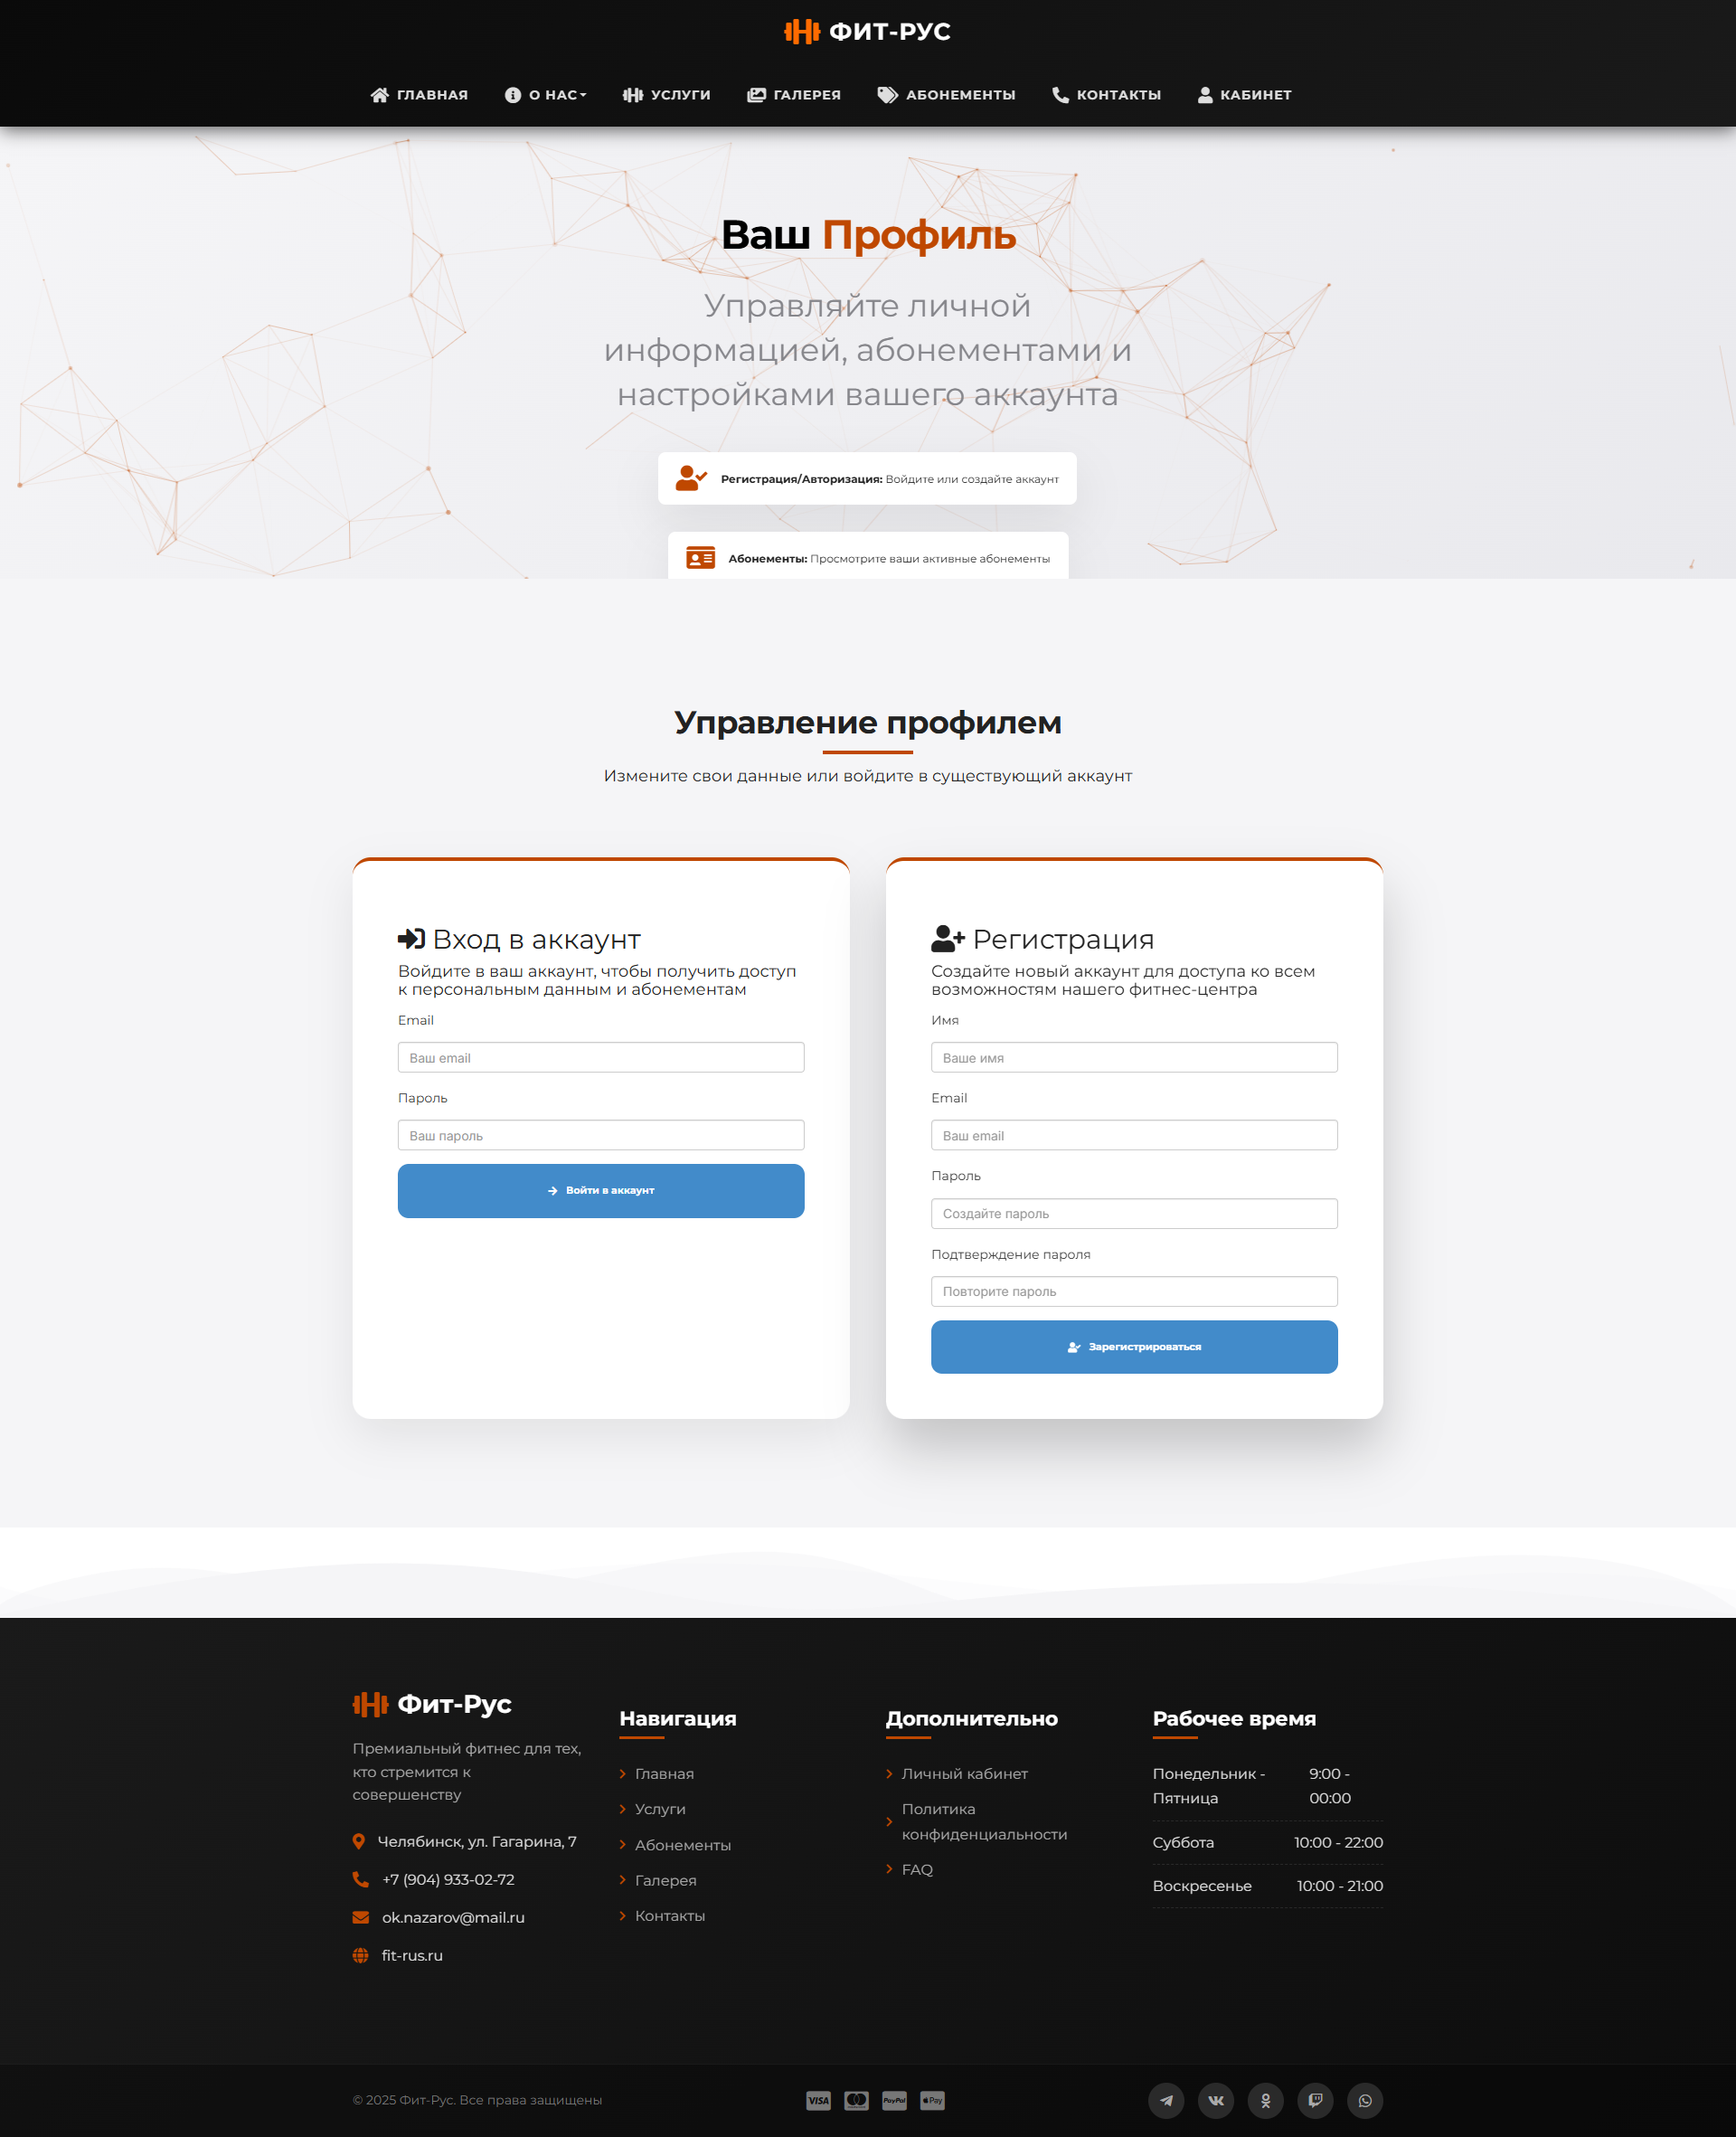 ФИТ-РУС
ГЛАВНАЯ
О НАС
УСЛУГИ
ГАЛЕРЕЯ
АБОНЕМЕНТЫ
КОНТАКТЫ
КАБИНЕТ
Ваш Профиль
Управляйте личной
информацией, абонементами и
настройками вашего аккаунта
Регистрация/Авторизация: Войдите или создайте аккаунт
Абонементы: Просмотрите ваши активные абонементы
Управление профилем
Измените свои данные или войдите в существующий аккаунт
Вход в аккаунт
Войдите в ваш аккаунт, чтобы получить доступ
к персональным данным и абонементам
Email
Ваш email
Пароль
Ваш пароль
Войти в аккаунт
Регистрация
Создайте новый аккаунт для доступа ко всем
возможностям нашего фитнес-центра
Имя
Ваше имя
Email
Ваш email
Пароль
Создайте пароль
Подтверждение пароля
Повторите пароль
Зарегистрироваться
Фит-Рус
Премиальный фитнес для тех,
кто стремится к
совершенству
Челябинск, ул. Гагарина, 7
+7 (904) 933-02-72
ok.nazarov@mail.ru
fit-rus.ru
Навигация
Главная
Услуги
Абонементы
Галерея
Контакты
Дополнительно
Личный кабинет
Политика
конфиденциальности
FAQ
Рабочее время
Понедельник - 9:00 -
Пятница 00:00
Суббота 10:00 - 22:00
Воскресенье 10:00 - 21:00
© 2025 Фит-Рус. Все права защищены
VISA
PayPal
Pay